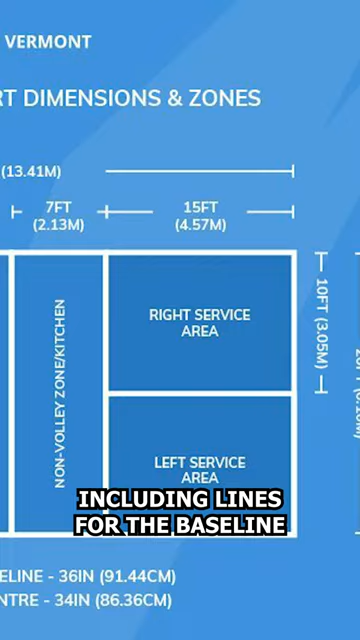 VERMONT
RT DIMENSIONS & ZONES
(13.41M)
7FT
(2.13M)
15FT
(4.57M)
10FT (3.05M)
NON-VOLLEY ZONE/KITCHEN
RIGHT SERVICE
AREA
LEFT SERVICE
AREA
INCLUDING LINES
FOR THE BASELINE
ELINE - 36IN (91.44CM)
NTRE - 34IN (86.36CM)